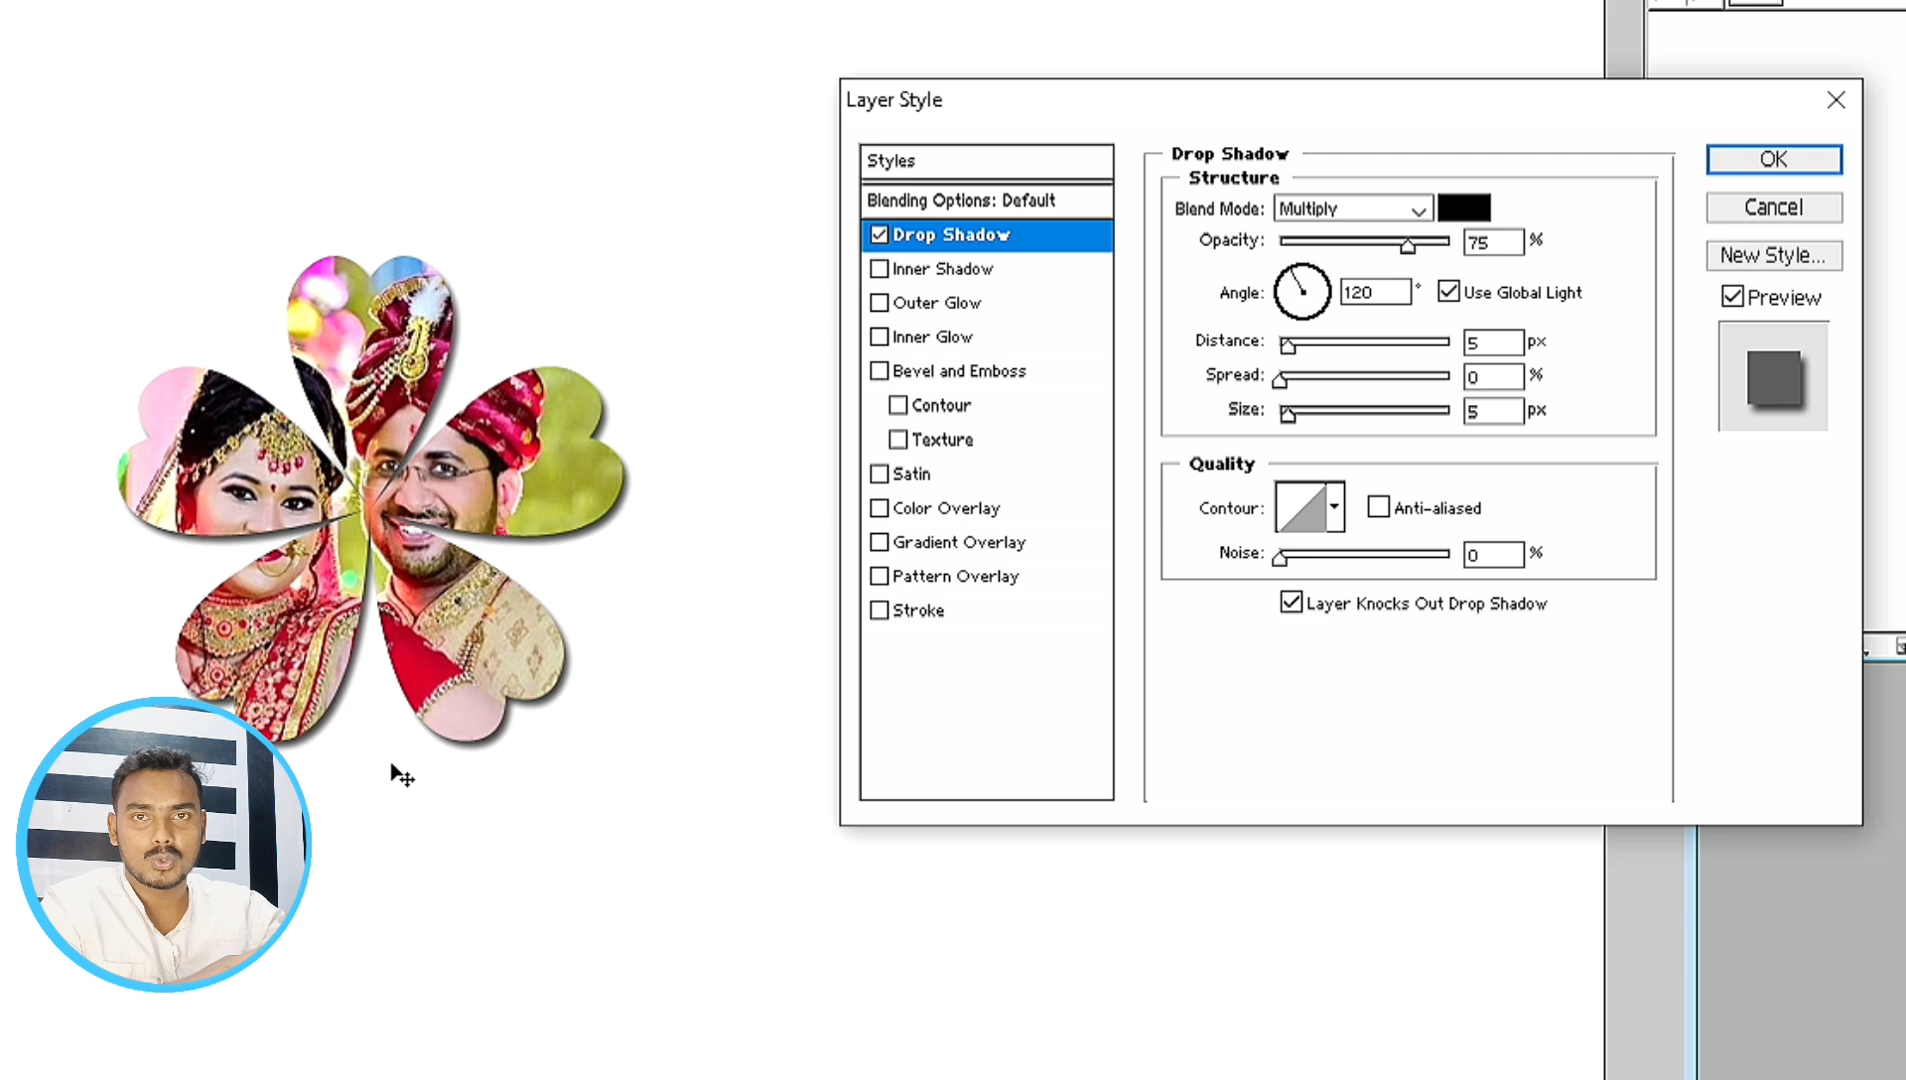 Layer Style
Styles
Blending Options: Default
Drop Shadow
Inner Shadow
Outer Glow
Inner Glow
Bevel and Emboss
Contour
Texture
Satin
Color Overlay
Gradient Overlay
Pattern Overlay
Stroke
Drop Shadow
Structure
Blend Mode: Multiply
Opacity: 75 %
Angle: 120 ° Use Global Light
Distance: 5 px
Spread: 0 %
Size: 5 px
Quality
Contour: Anti-aliased
Noise: 0 %
Layer Knocks Out Drop Shadow
OK
Cancel
New Style...
Preview